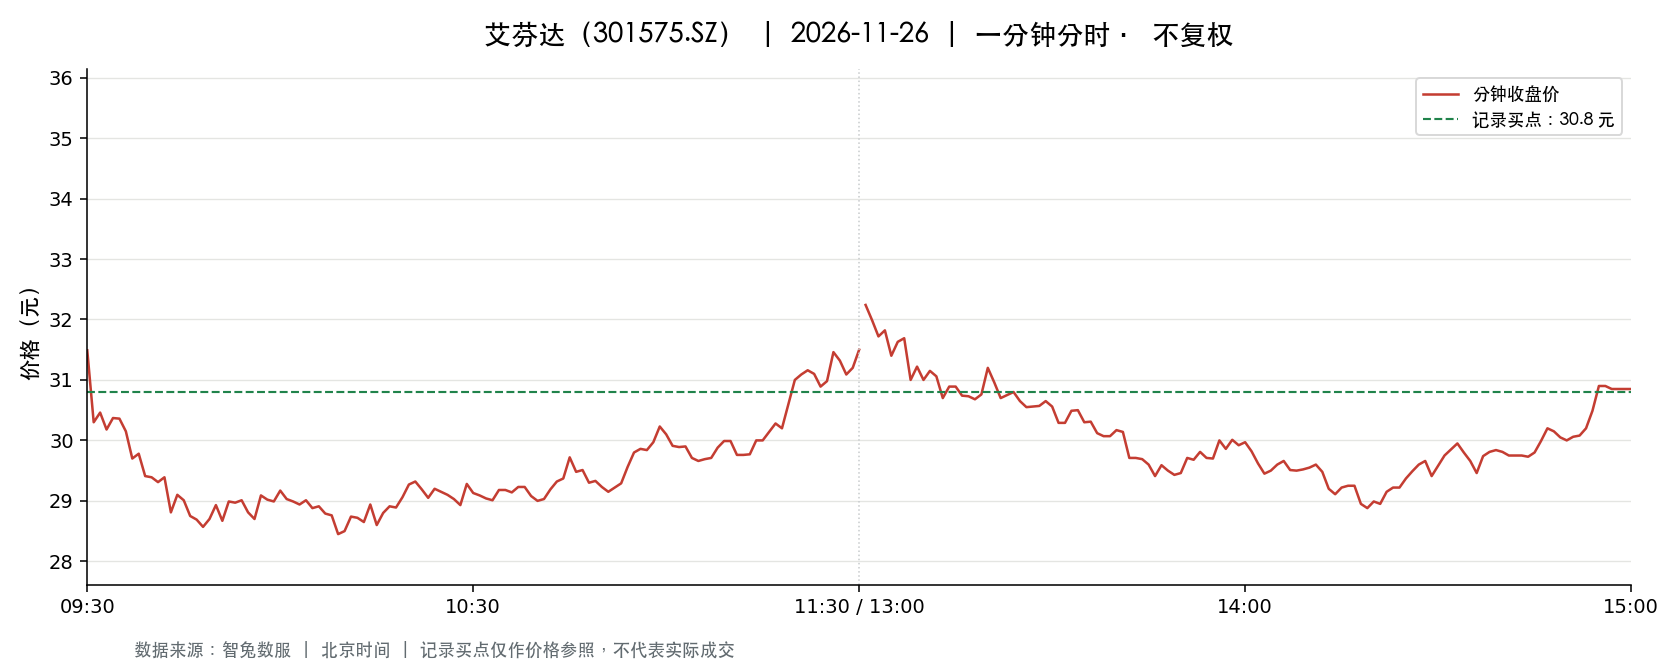 艾芬达（301575.SZ） | 2026-11-26 | 一分钟分时 · 不复权
分钟收盘价
记录买点：30.8 元
价格（元）
36
35
34
33
32
31
30
29
28
09:30 10:30 11:30 / 13:00 14:00 15:00
数据来源：智兔数服 | 北京时间 | 记录买点仅作价格参照，不代表实际成交